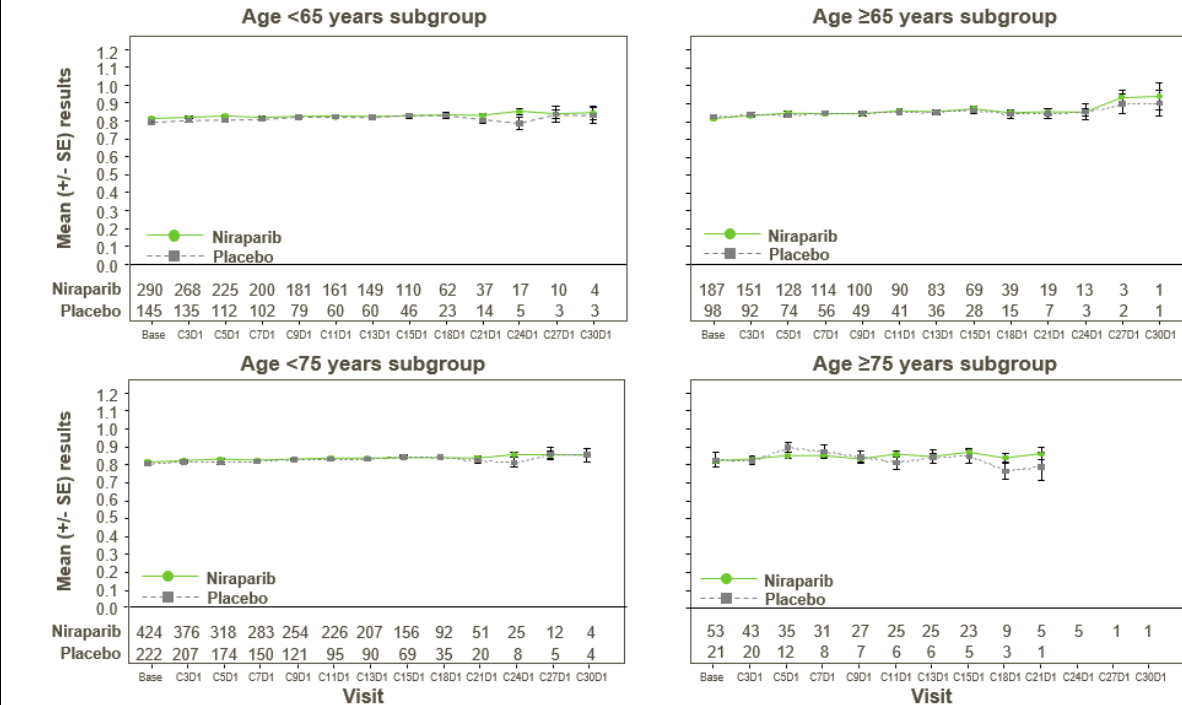 Age <65 years subgroup
Mean (+/- SE) results
1.2
1.1
1.0
0.9
0.8
0.7
0.6
0.5
0.4
0.3
0.2
0.1
0.0
Niraparib
Placebo
Niraparib 290 268 225 200 181 161 149 110 62 37 17 10 4
Placebo 145 135 112 102 79 60 60 46 23 14 5 3 3
Base C3D1 C5D1 C7D1 C9D1 C11D1 C13D1 C15D1 C18D1 C21D1 C24D1 C27D1 C30D1
Age ≥65 years subgroup
Niraparib
Placebo
187 151 128 114 100 90 83 69 39 19 13 3 1
98 92 74 56 49 41 36 28 15 7 3 2 1
Base C3D1 C5D1 C7D1 C9D1 C11D1 C13D1 C15D1 C18D1 C21D1 C24D1 C27D1 C30D1
Age <75 years subgroup
Mean (+/- SE) results
1.2
1.1
1.0
0.9
0.8
0.7
0.6
0.5
0.4
0.3
0.2
0.1
0.0
Niraparib
Placebo
Niraparib 424 376 318 283 254 226 207 156 92 51 25 12 4
Placebo 222 207 174 150 121 95 90 69 35 20 8 5 4
Base C3D1 C5D1 C7D1 C9D1 C11D1 C13D1 C15D1 C18D1 C21D1 C24D1 C27D1 C30D1
Visit
Age ≥75 years subgroup
Niraparib
Placebo
53 43 35 31 27 25 25 23 9 5 5 1 1
21 20 12 8 7 6 6 5 3 1
Base C3D1 C5D1 C7D1 C9D1 C11D1 C13D1 C15D1 C18D1 C21D1 C24D1 C27D1 C30D1
Visit